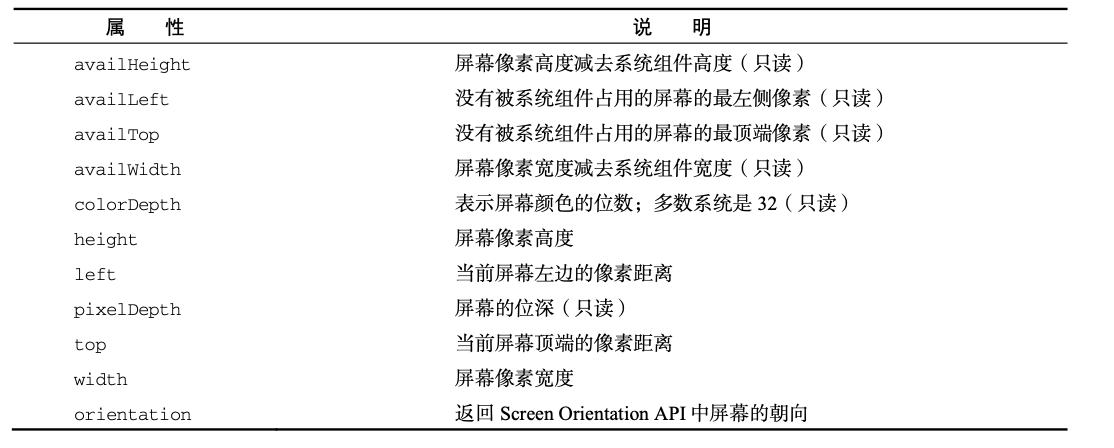 属 性 说 明
availHeight 屏幕像素高度减去系统组件高度（只读）
availLeft 没有被系统组件占用的屏幕的最左侧像素（只读）
availTop 没有被系统组件占用的屏幕的最顶端像素（只读）
availWidth 屏幕像素宽度减去系统组件宽度（只读）
colorDepth 表示屏幕颜色的位数；多数系统是 32（只读）
height 屏幕像素高度
left 当前屏幕左边的像素距离
pixelDepth 屏幕的位深（只读）
top 当前屏幕顶端的像素距离
width 屏幕像素宽度
orientation 返回 Screen Orientation API 中屏幕的朝向